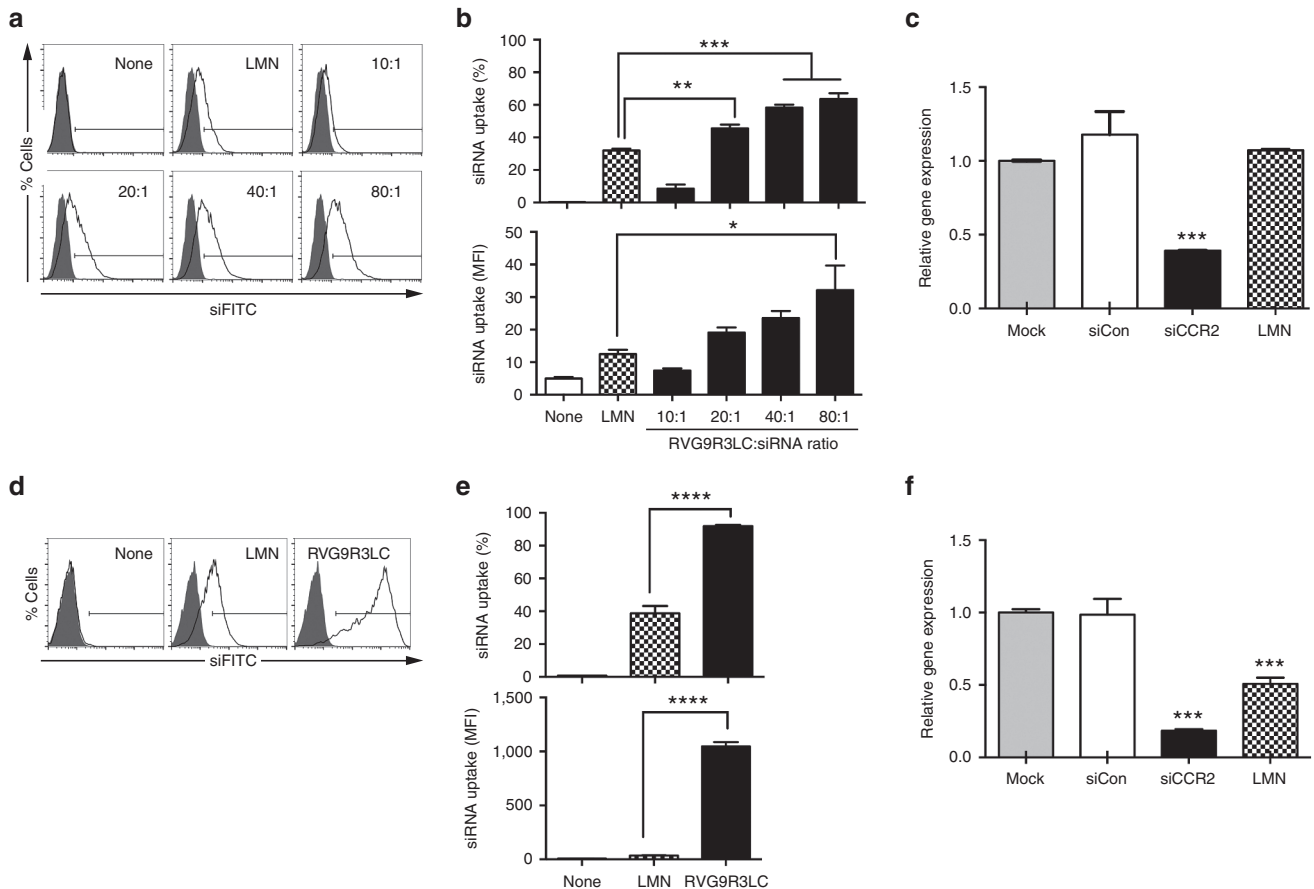 a
None
LMN
10:1
20:1
40:1
80:1
% Cells
siFITC
b
siRNA uptake (%)
100
80
60
40
20
0
***
**
siRNA uptake (MFI)
50
40
30
20
10
0
*
None
LMN
10:1
20:1
40:1
80:1
RVG9R3LC:siRNA ratio
c
Relative gene expression
1.5
1.0
0.5
0.0
***
Mock
siCon
siCCR2
LMN
d
None
LMN
RVG9R3LC
% Cells
siFITC
e
siRNA uptake (%)
100
80
60
40
20
0
****
siRNA uptake (MFI)
1,500
1,000
500
0
****
None
LMN
RVG9R3LC
f
Relative gene expression
1.5
1.0
0.5
0.0
***
***
Mock
siCon
siCCR2
LMN